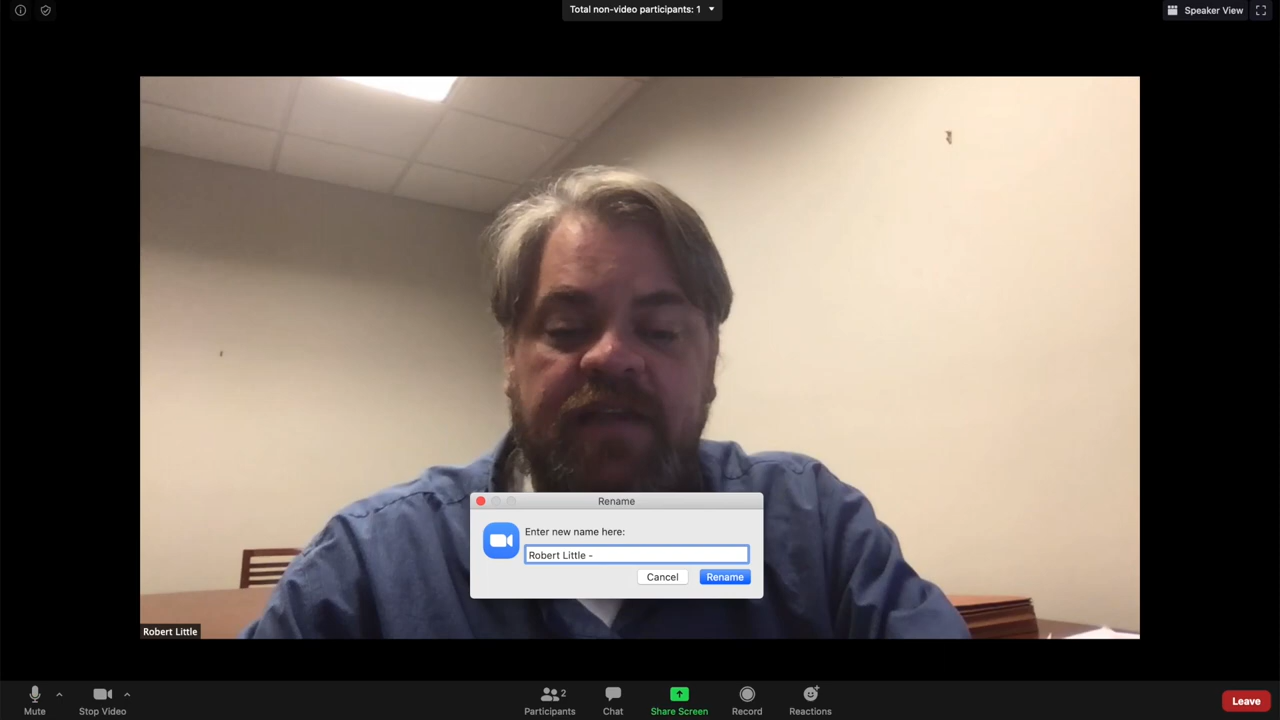 Total non-video participants: 1
Speaker View
Rename
Enter new name here:
Robert Little -
Cancel
Rename
Robert Little
Mute
Stop Video
Participants
2
Chat
Share Screen
Record
Reactions
Leave